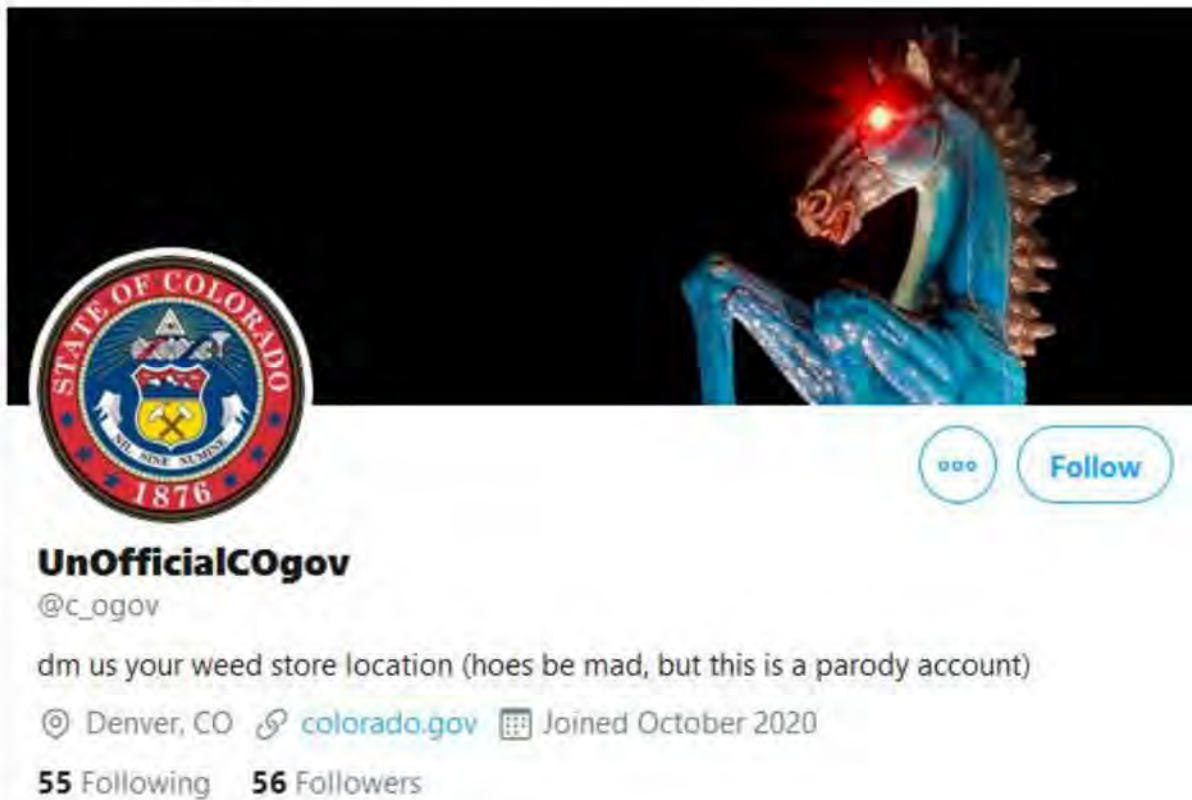 STATE OF COLORADO
NIL SINE NUMINE
1876
ooo
Follow
UnOfficialCOgov
@c_ogov
dm us your weed store location (hoes be mad, but this is a parody account)
Denver, CO colorado.gov Joined October 2020
55 Following 56 Followers